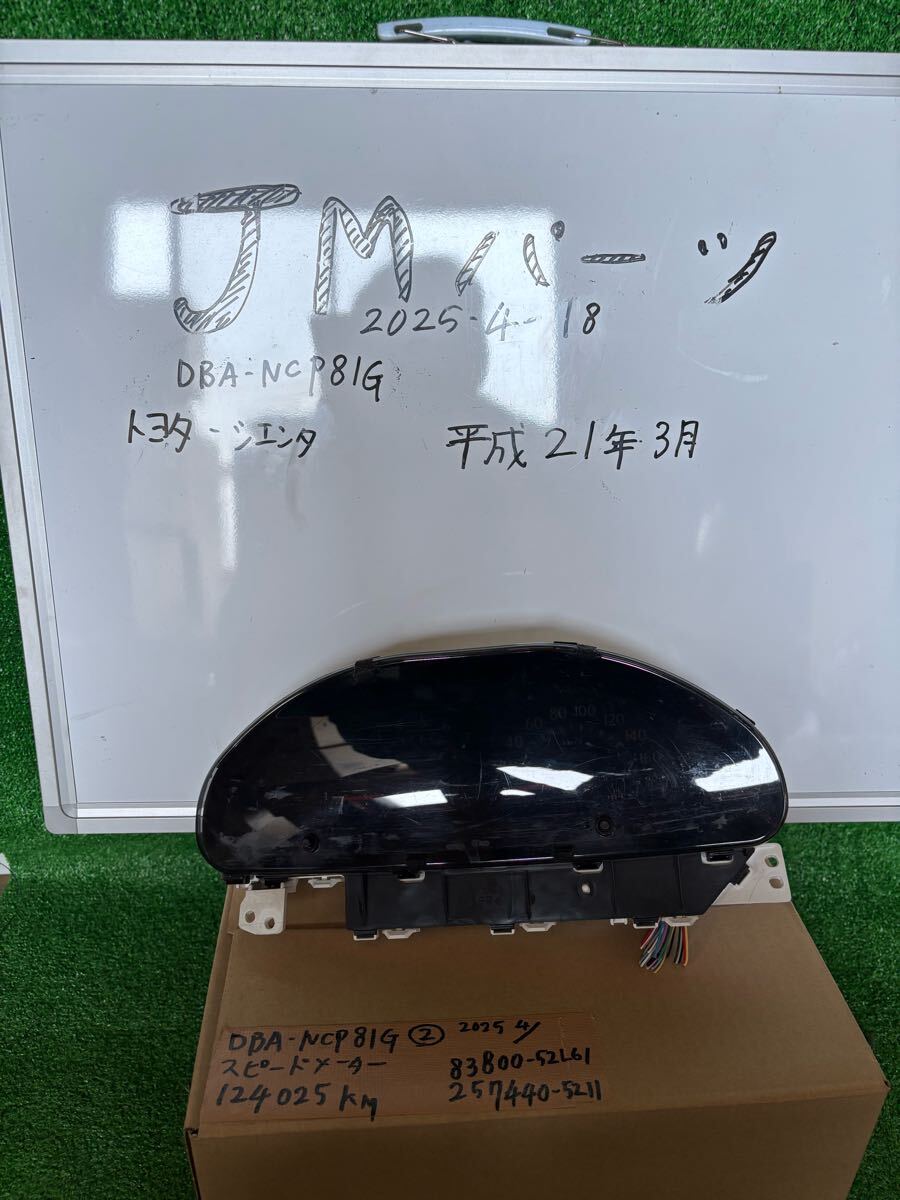 JMパーツ
2025-4-18
DBA-NCP81G
トヨタ-シエンタ 平成21年3月
60 80 100 120
140
DBA-NCP81G ② 2025 4/
スピードメーター 83800-52L61
124025km 257440-5211